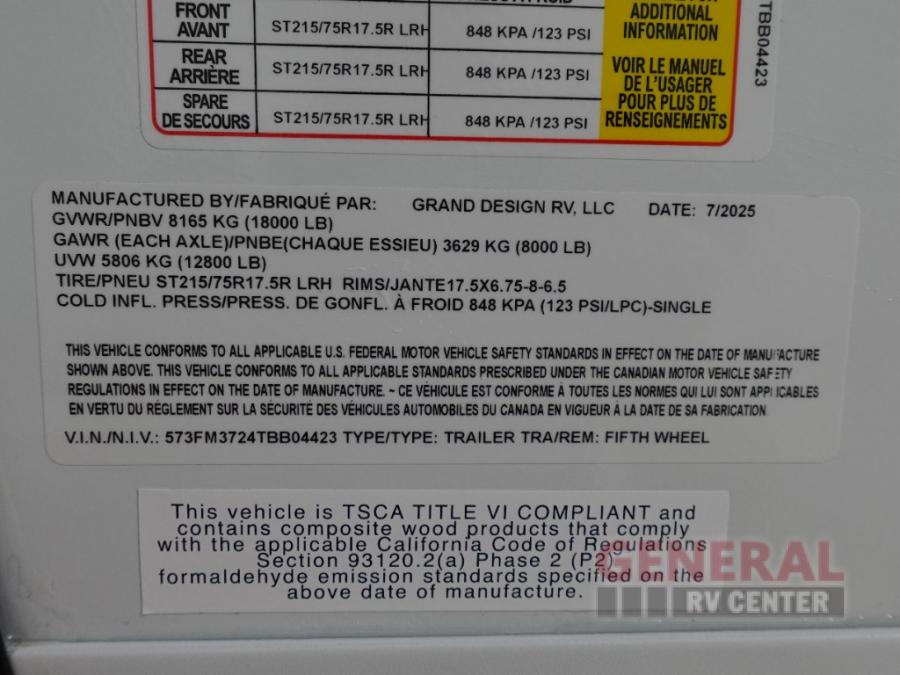 FRONT
AVANT
ST215/75R17.5R LRH
848 KPA /123 PSI
REAR
ARRIÈRE
ST215/75R17.5R LRH
848 KPA /123 PSI
SPARE
DE SECOURS
ST215/75R17.5R LRH
848 KPA /123 PSI
ADDITIONAL
INFORMATION
VOIR LE MANUEL
DE L'USAGER
POUR PLUS DE
RENSEIGNEMENTS
TBB04423
MANUFACTURED BY/FABRIQUÉ PAR: GRAND DESIGN RV, LLC DATE: 7/2025
GVWR/PNBV 8165 KG (18000 LB)
GAWR (EACH AXLE)/PNBE(CHAQUE ESSIEU) 3629 KG (8000 LB)
UVW 5806 KG (12800 LB)
TIRE/PNEU ST215/75R17.5R LRH RIMS/JANTE17.5X6.75-8-6.5
COLD INFL. PRESS/PRESS. DE GONFL. À FROID 848 KPA (123 PSI/LPC)-SINGLE
THIS VEHICLE CONFORMS TO ALL APPLICABLE U.S. FEDERAL MOTOR VEHICLE SAFETY STANDARDS IN EFFECT ON THE DATE OF MANUFACTURE
SHOWN ABOVE. THIS VEHICLE CONFORMS TO ALL APPLICABLE STANDARDS PRESCRIBED UNDER THE CANADIAN MOTOR VEHICLE SAFETY
REGULATIONS IN EFFECT ON THE DATE OF MANUFACTURE. ~ CE VÉHICULE EST CONFORME À TOUTES LES NORMES QUI LUI SONT APPLICABLES
EN VERTU DU RÉGLEMENT SUR LA SÉCURITÉ DES VÉHICULES AUTOMOBILES DU CANADA EN VIGUEUR À LA DATE DE SA FABRICATION.
V.I.N./N.I.V.: 573FM3724TBB04423 TYPE/TYPE: TRAILER TRA/REM: FIFTH WHEEL
This vehicle is TSCA TITLE VI COMPLIANT and
contains composite wood products that comply
with the applicable California Code of Regulations
Section 93120.2(a) Phase 2 (P2)
formaldehyde emission standards specified on the
above date of manufacture.
GENERAL
RV CENTER